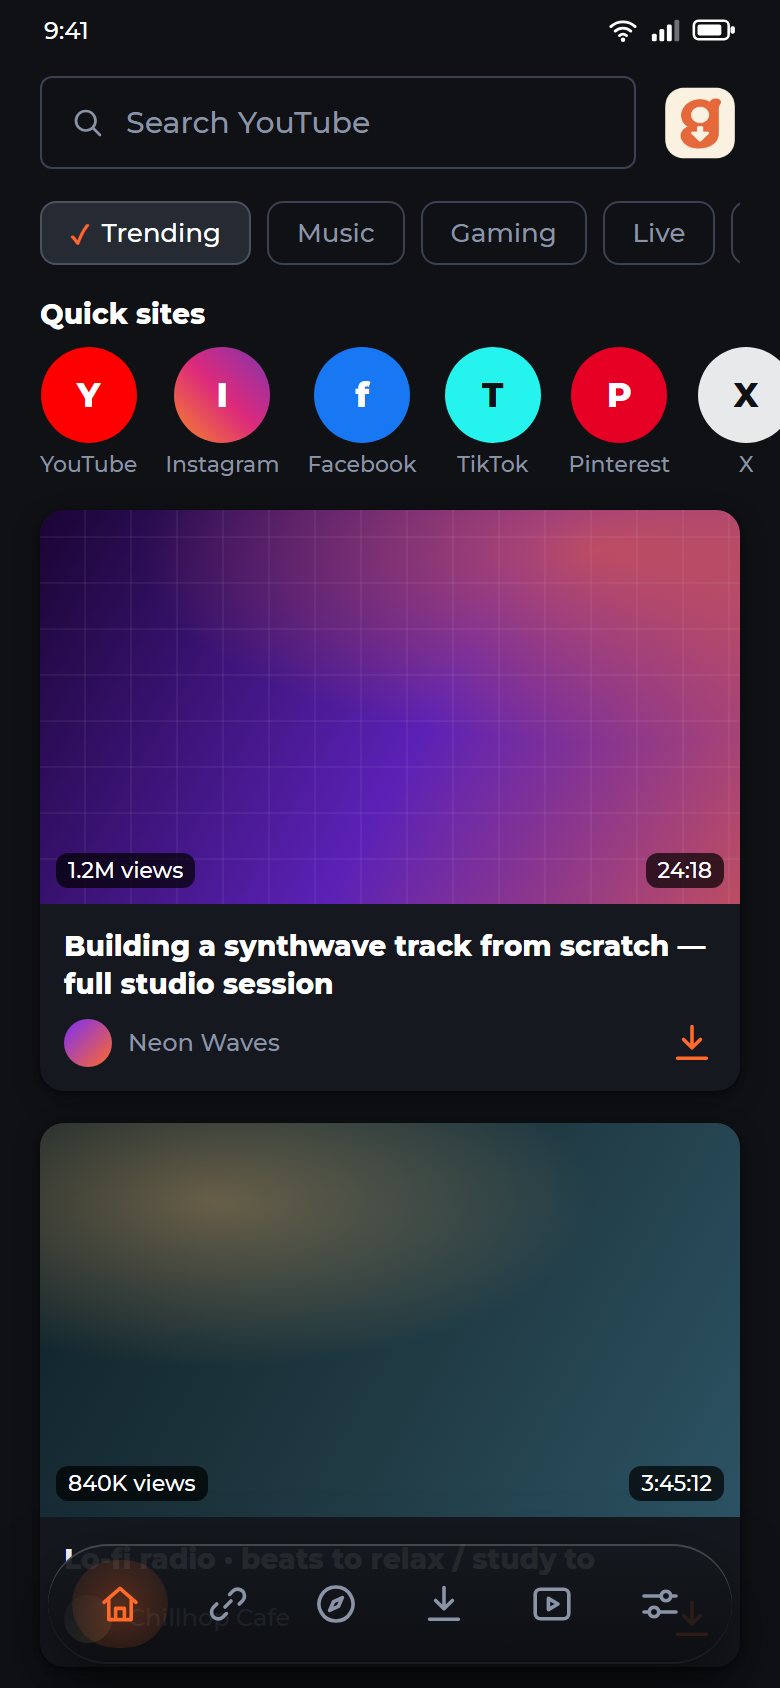 9:41
Search YouTube
g
✓ Trending
Music
Gaming
Live
Quick sites
Y
I
f
T
P
X
YouTube
Instagram
Facebook
TikTok
Pinterest
X
1.2M views
24:18
Building a synthwave track from scratch —
full studio session
Neon Waves
840K views
3:45:12
Lo-fi radio • beats to relax / study to
Chillhop Cafe